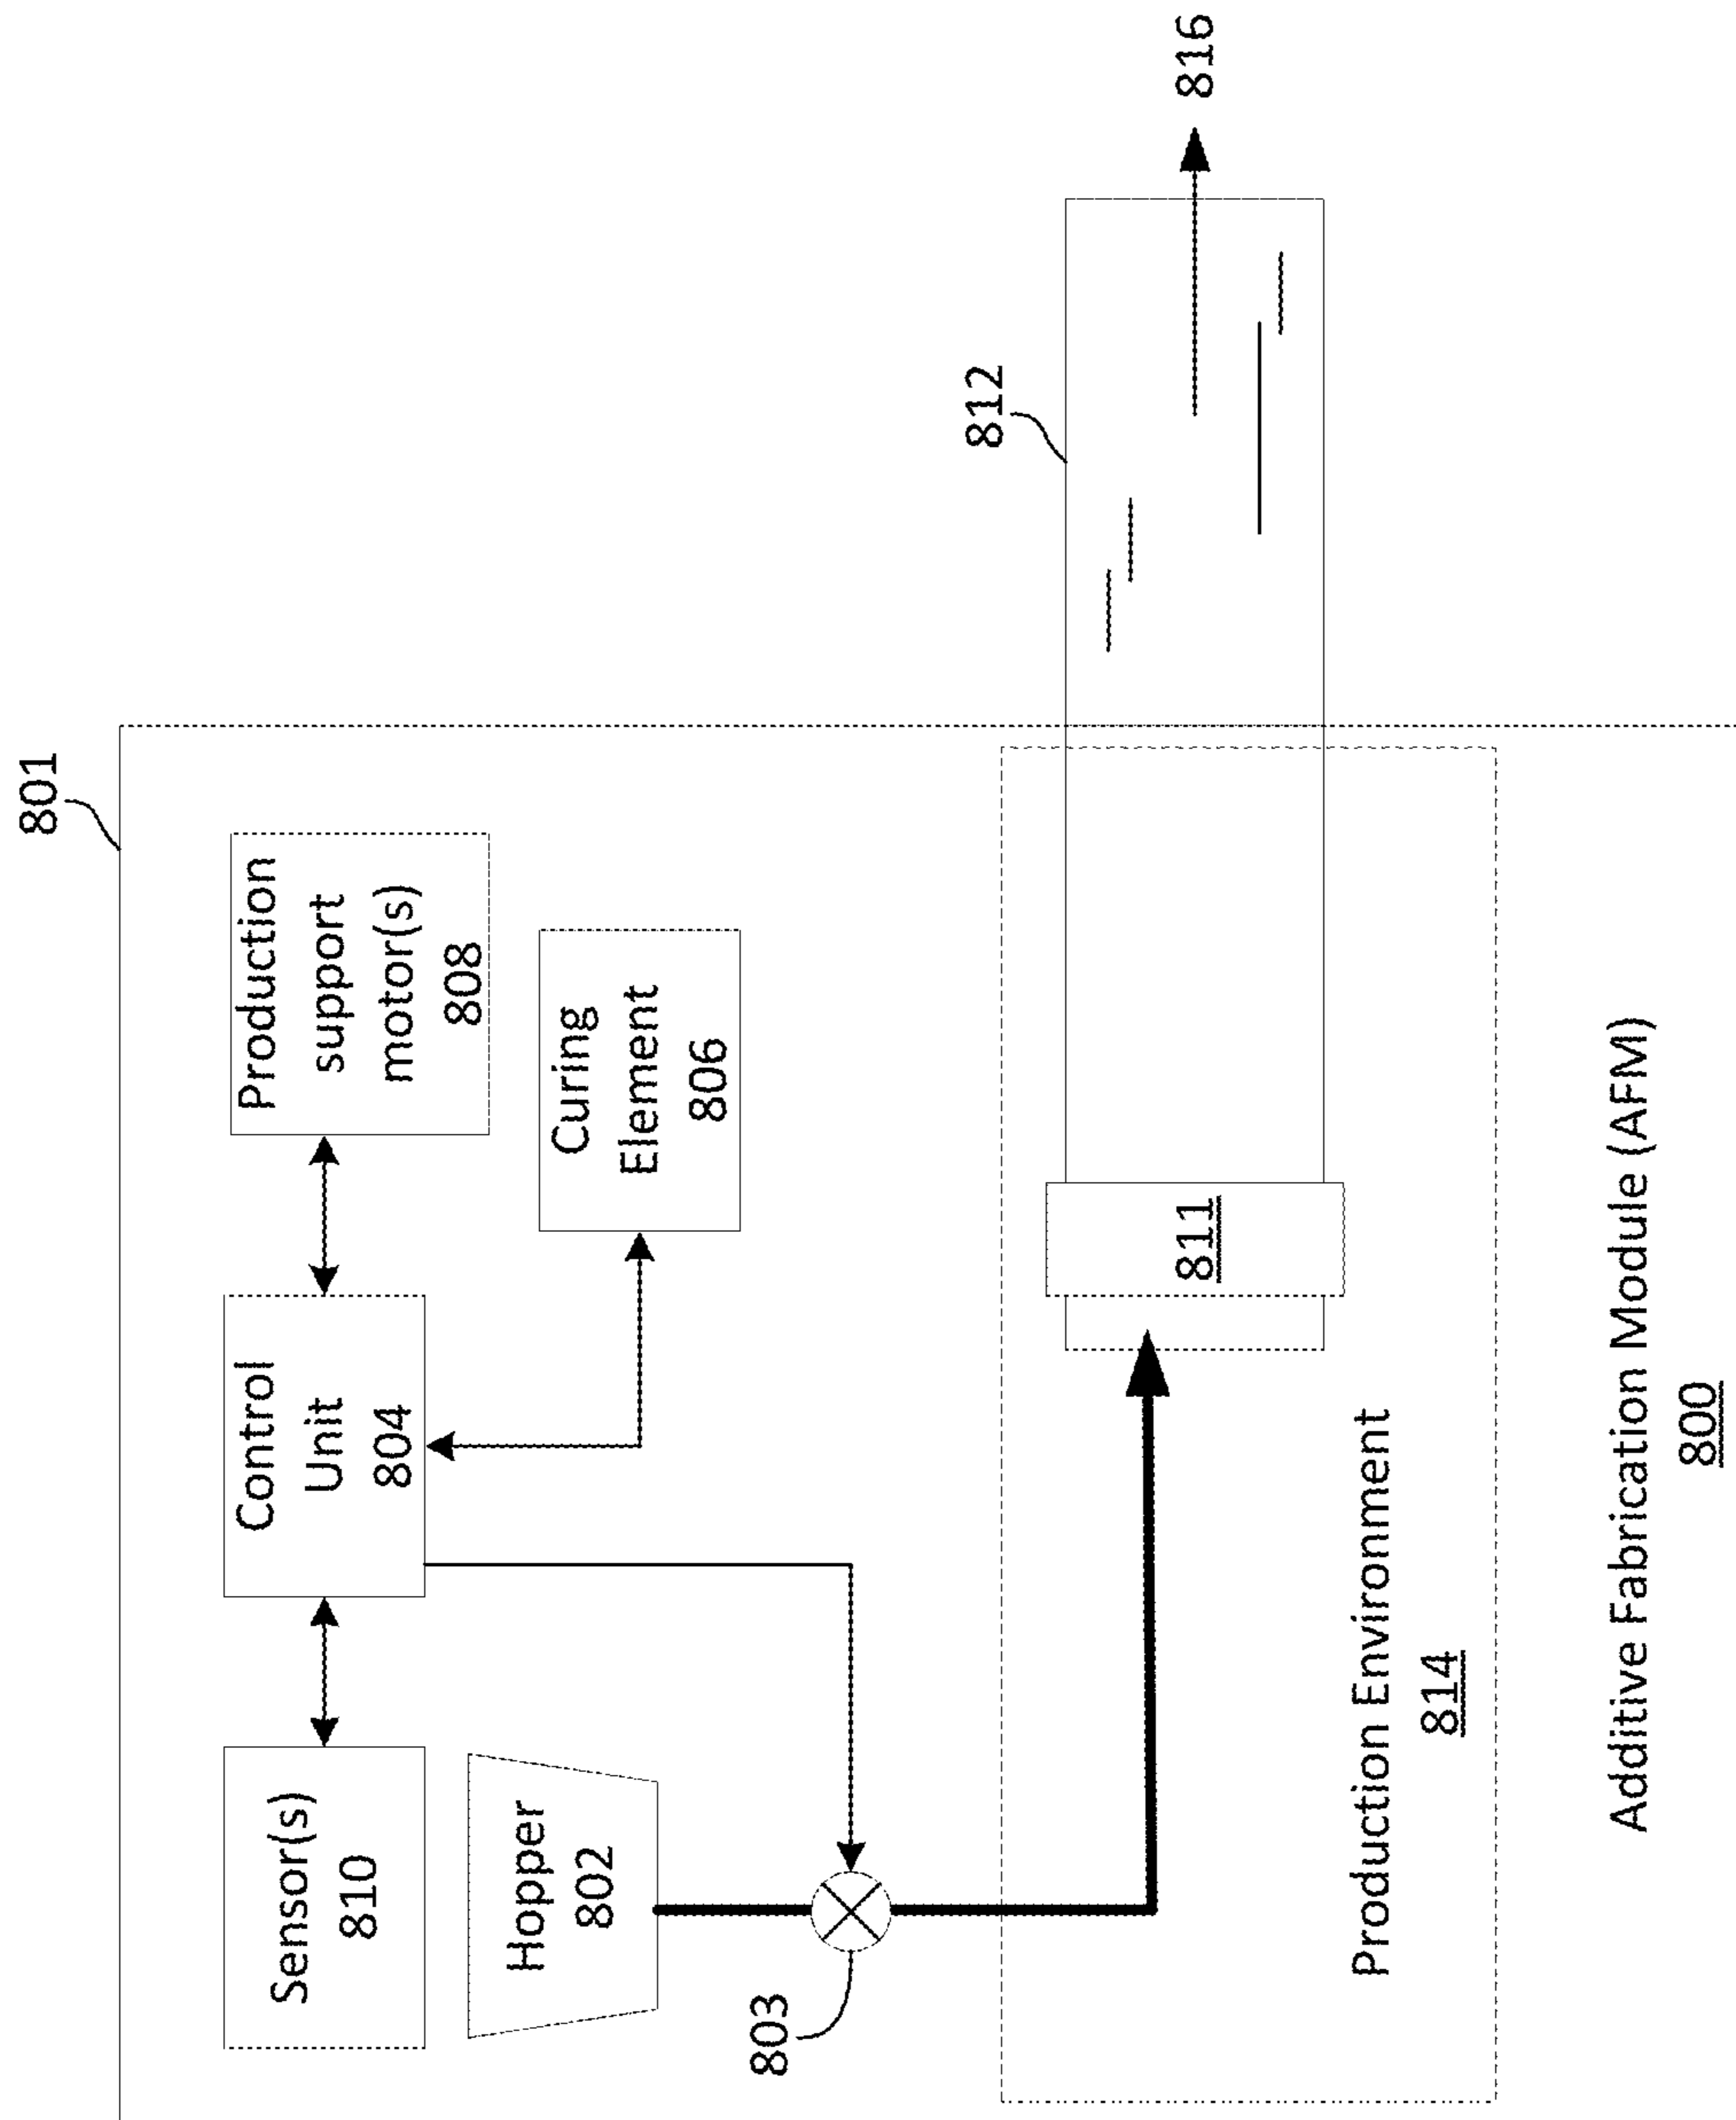 801
Sensor(s)
810
Control
Unit
804
Production
support
motor(s)
808
Hopper
802
Curing
Element
806
803
812
811
816
Production Environment
814
Additive Fabrication Module (AFM)
800